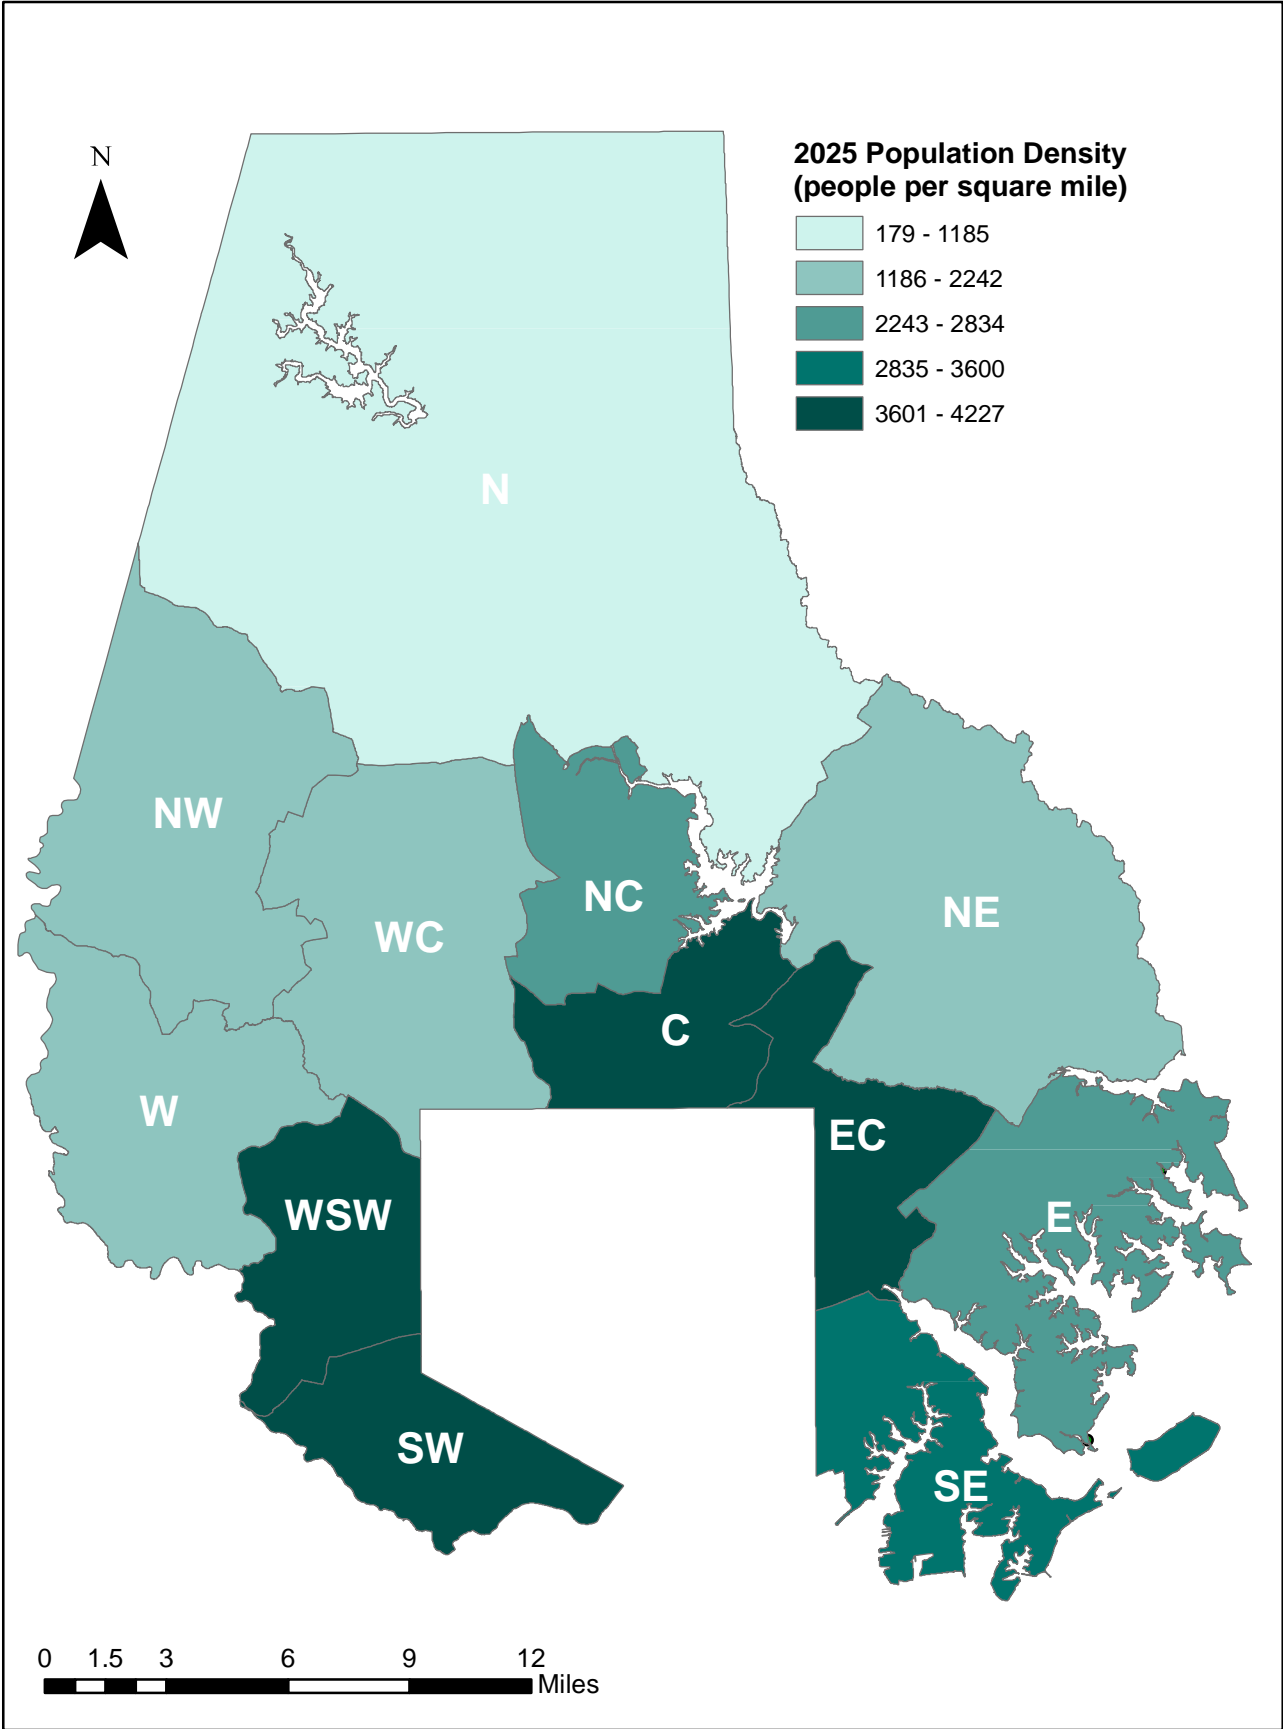 N
2025 Population Density
(people per square mile)
179 - 1185
1186 - 2242
2243 - 2834
2835 - 3600
3601 - 4227
N
NW
NC
NE
WC
C
W
EC
WSW
E
SW
SE
0 1.5 3 6 9 12
Miles